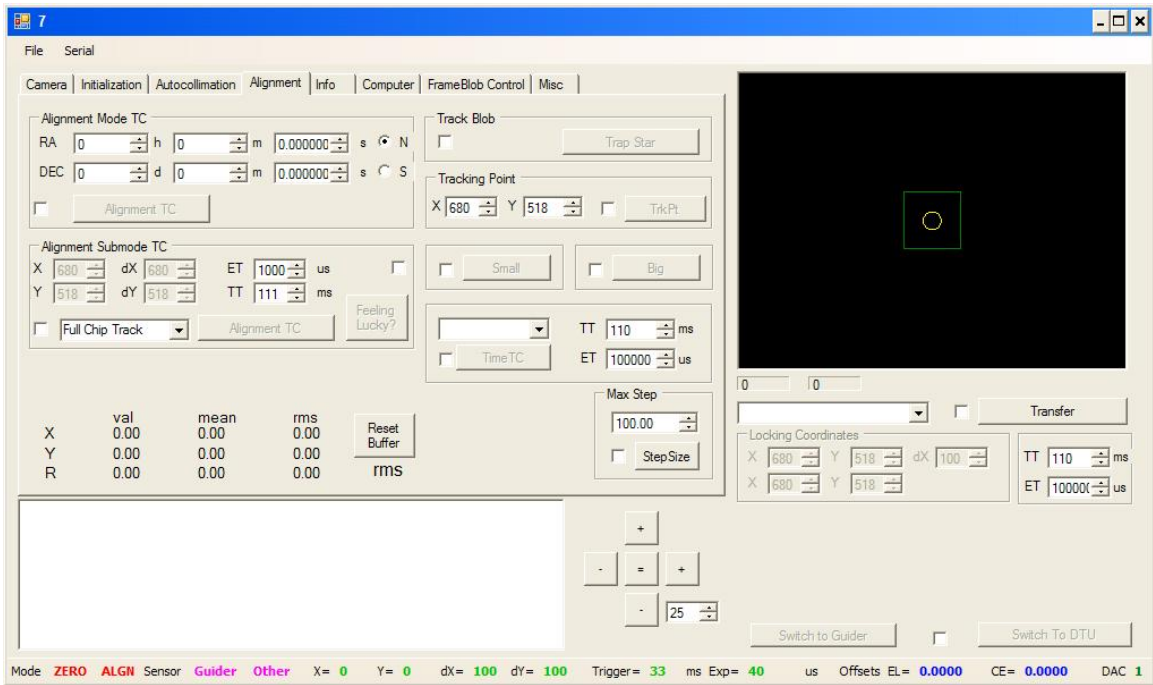 7
File Serial
Camera Initialization Autocollimation Alignment Info Computer FrameBlob Control Misc
Alignment Mode TC
RA 0 h 0 m 0.000000 s N
DEC 0 d 0 m 0.000000 s S
Alignment TC
Track Blob
Trap Star
Tracking Point
X 680 Y 518 TrkPt
Alignment Submode TC
X 680 dX 680 ET 1000 us
Y 518 dY 518 TT 111 ms
Feeling
Lucky?
Full Chip Track Alignment TC
Small Big
TT 110 ms
TimeTC ET 100000 us
Max Step
100.00
StepSize
val mean rms
X 0.00 0.00 0.00
Y 0.00 0.00 0.00
R 0.00 0.00 0.00
Reset
Buffer
rms
0 0
Transfer
Locking Coordinates
X 680 Y 518 dX 100
X 680 Y 518
TT 110 ms
ET 10000 us
+
- = +
- 25
Switch to Guider Switch To DTU
Mode ZERO ALGN Sensor Guider Other X= 0 Y= 0 dX= 100 dY= 100 Trigger= 33 ms Exp= 40 us Offsets EL= 0.0000 CE= 0.0000 DAC 1